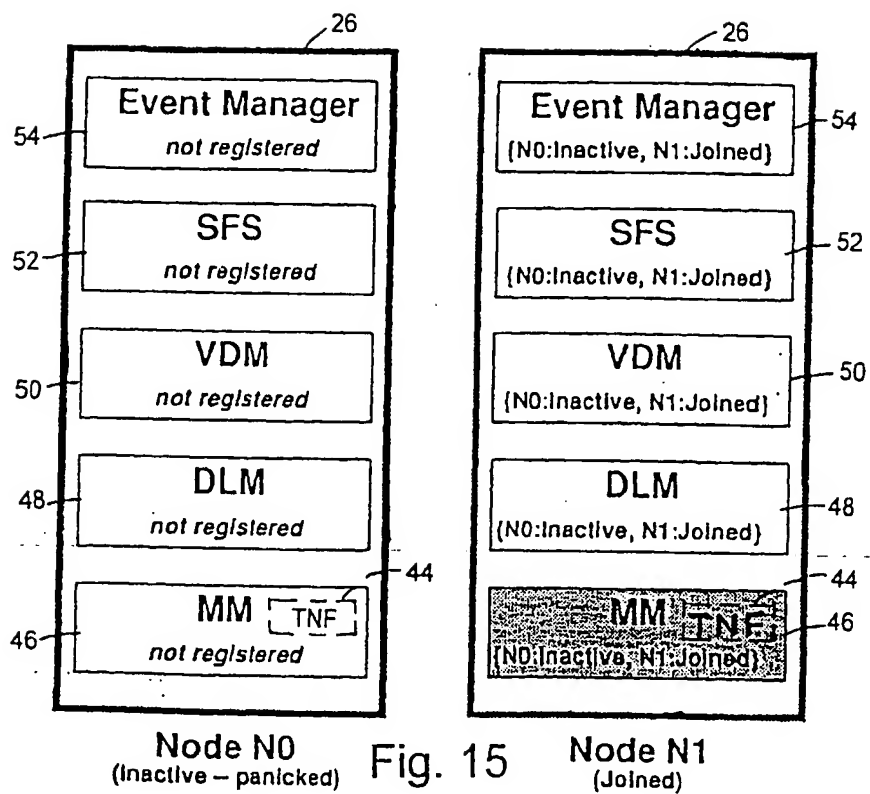 26
Event Manager
not registered
54
SFS
not registered
52
VDM
not registered
50
DLM
not registered
48
44
MM
TNF
not registered
46
Node N0
(Inactive – panicked)
26
Event Manager
{N0:Inactive, N1:Joined}
54
SFS
{N0:Inactive, N1:Joined}
52
VDM
{N0:Inactive, N1:Joined}
50
DLM
{N0:Inactive, N1:Joined}
48
44
MM
TNF
46
{N0:Inactive, N1:Joined}
Node N1
(Joined)
Fig. 15